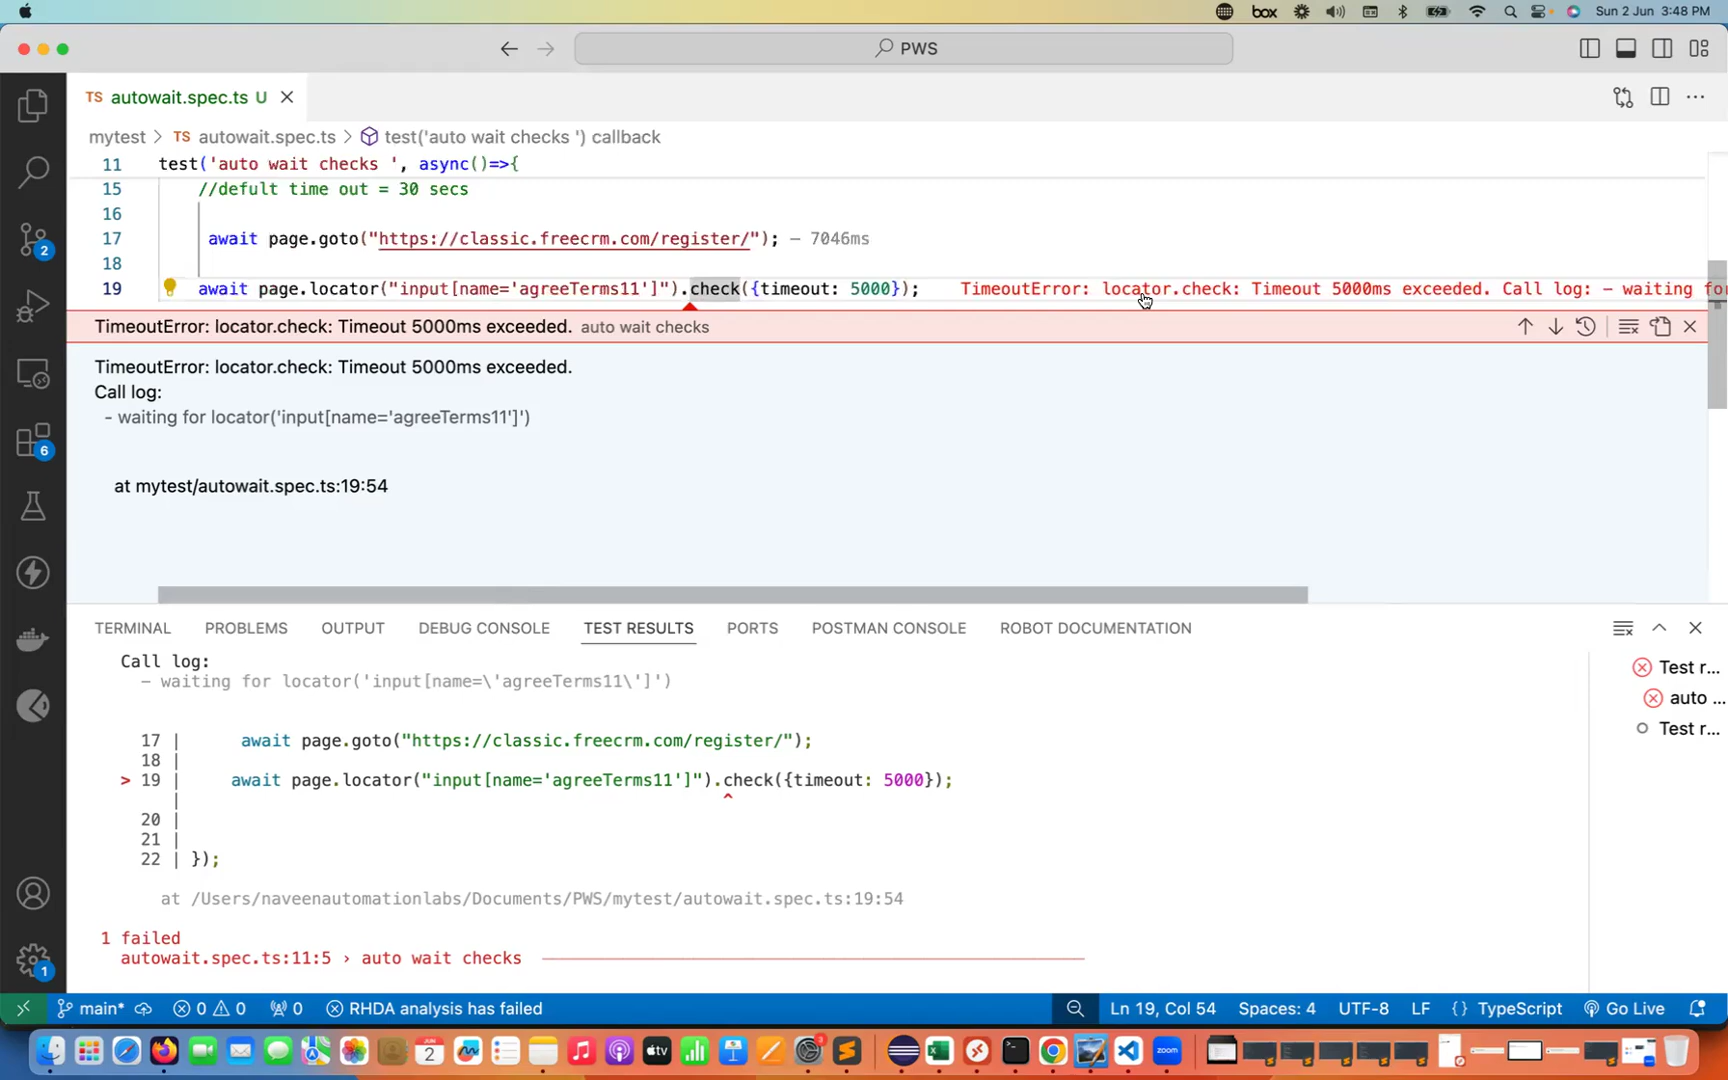 box
Sun 2 Jun 3:48 PM
PWS
TS autowait.spec.ts U
mytest > TS autowait.spec.ts > test('auto wait checks ') callback
11 test('auto wait checks ', async()=>{
15 //defult time out = 30 secs
16
17 await page.goto("https://classic.freecrm.com/register/"); — 7046ms
18
19 await page.locator("input[name='agreeTerms11']").check({timeout: 5000}); TimeoutError: locator.check: Timeout 5000ms exceeded. Call log: – waiting for
TimeoutError: locator.check: Timeout 5000ms exceeded. auto wait checks
TimeoutError: locator.check: Timeout 5000ms exceeded.
Call log:
- waiting for locator('input[name='agreeTerms11']')
at mytest/autowait.spec.ts:19:54
2
6
1
TERMINAL PROBLEMS OUTPUT DEBUG CONSOLE TEST RESULTS PORTS POSTMAN CONSOLE ROBOT DOCUMENTATION
Call log:
– waiting for locator('input[name=\'agreeTerms11\']')
17 | await page.goto("https://classic.freecrm.com/register/");
18 |
> 19 | await page.locator("input[name='agreeTerms11']").check({timeout: 5000});
| ^
20 |
21 |
22 | });
at /Users/naveenautomationlabs/Documents/PWS/mytest/autowait.spec.ts:19:54
1 failed
autowait.spec.ts:11:5 › auto wait checks
Test r...
auto ...
Test r...
main* 0 0 0 RHDA analysis has failed
Ln 19, Col 54 Spaces: 4 UTF-8 LF {} TypeScript Go Live
JUN
2
tv
zoom